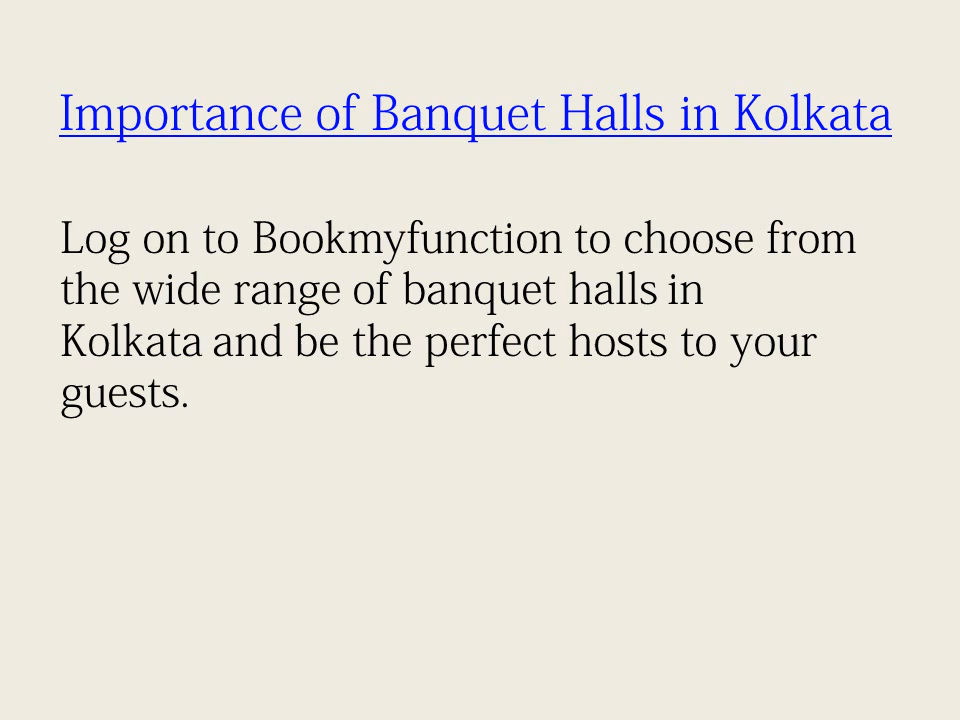 Importance of Banquet Halls in Kolkata
Log on to Bookmyfunction to choose from
the wide range of banquet halls in
Kolkata and be the perfect hosts to your
guests.